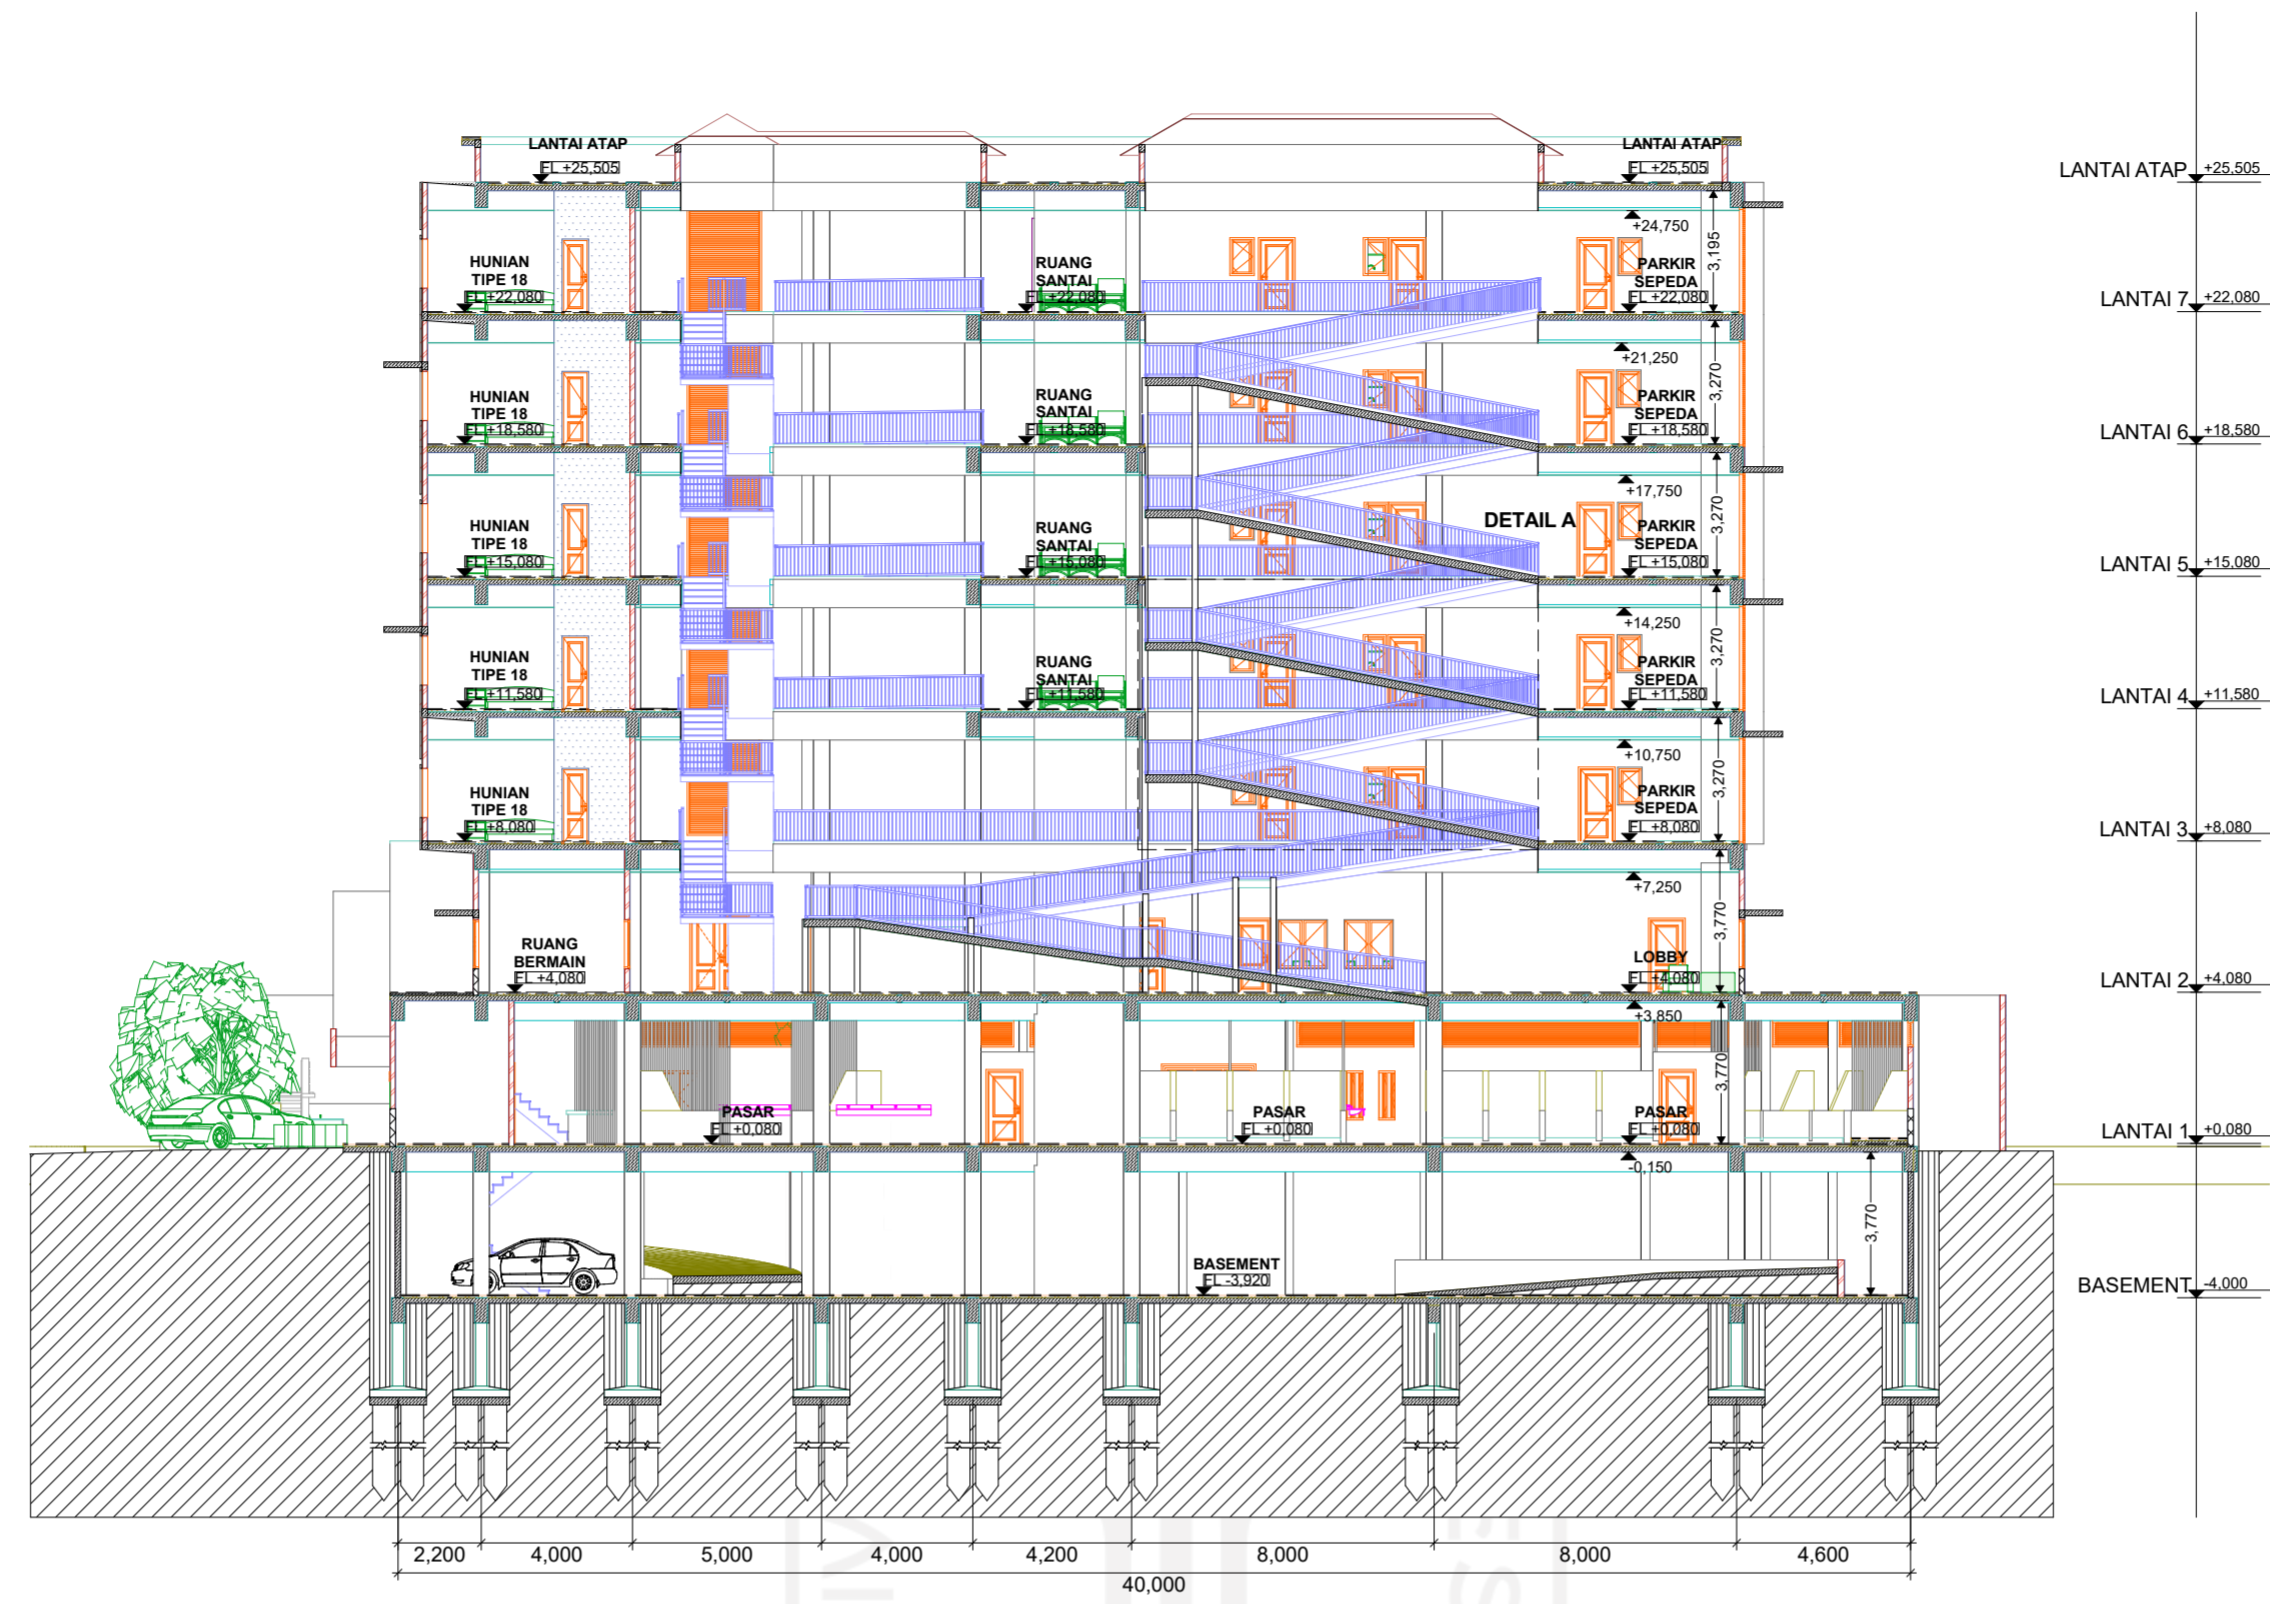 LANTAI ATAP
FL +25,505
LANTAI ATAP
FL +25,505
LANTAI ATAP +25,505
+24,750
3,195
HUNIAN
TIPE 18
FL +22,080
RUANG
SANTAI
FL +22,080
PARKIR
SEPEDA
FL +22,080
LANTAI 7 +22,080
+21,250
3,270
HUNIAN
TIPE 18
FL +18,580
RUANG
SANTAI
FL +18,580
PARKIR
SEPEDA
FL +18,580
LANTAI 6 +18,580
+17,750
3,270
DETAIL A
HUNIAN
TIPE 18
FL +15,080
RUANG
SANTAI
FL +15,080
PARKIR
SEPEDA
FL +15,080
LANTAI 5 +15,080
+14,250
3,270
HUNIAN
TIPE 18
FL +11,580
RUANG
SANTAI
FL +11,580
PARKIR
SEPEDA
FL +11,580
LANTAI 4 +11,580
+10,750
3,270
HUNIAN
TIPE 18
FL +8,080
PARKIR
SEPEDA
FL +8,080
LANTAI 3 +8,080
+7,250
3,770
RUANG
BERMAIN
FL +4,080
LOBBY
FL +4,080
LANTAI 2 +4,080
+3,850
3,770
PASAR
FL +0,080
PASAR
FL +0,080
PASAR
FL +0,080
LANTAI 1 +0,080
-0,150
3,770
BASEMENT
FL -3,920
BASEMENT -4,000
2,200 4,000 5,000 4,000 4,200 8,000 8,000 4,600
40,000